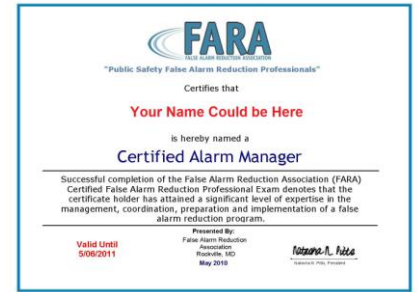 FARA
FALSE ALARM REDUCTION ASSOCIATION
"Public Safety False Alarm Reduction Professionals"
Certifies that
Your Name Could be Here
is hereby named a
Certified Alarm Manager
Successful completion of the False Alarm Reduction Association (FARA)
Certified False Alarm Reduction Professional Exam denotes that the
certificate holder has attained a significant level of expertise in the
management, coordination, preparation and implementation of a false
alarm reduction program.
Presented By:
False Alarm Reduction
Association
Rockville, MD
May 2010
Valid Until
5/06/2011